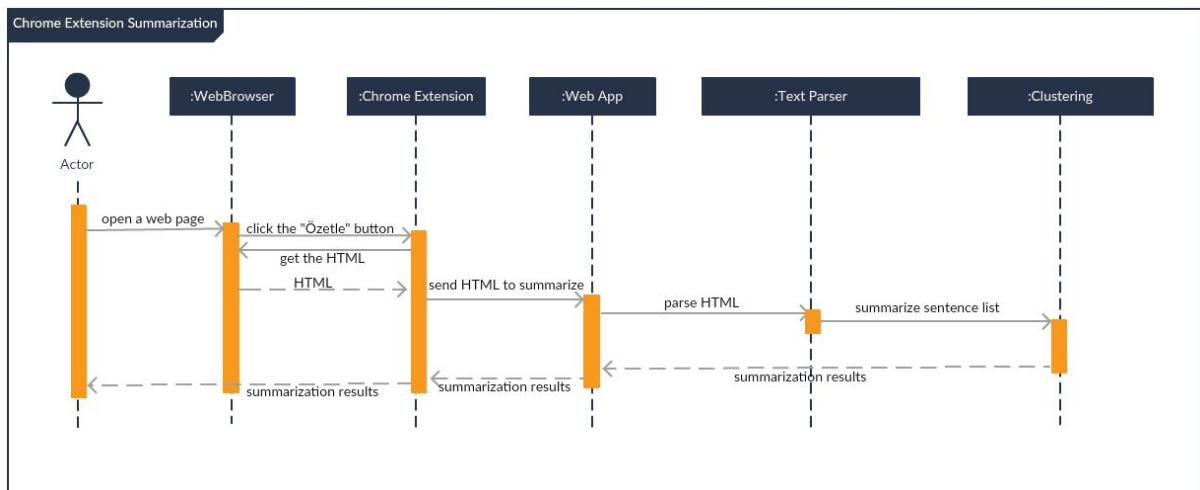 Chrome Extension Summarization
:WebBrowser
:Chrome Extension
:Web App
:Text Parser
:Clustering
Actor
open a web page
click the "Özetle" button
get the HTML
HTML
send HTML to summarize
parse HTML
summarize sentence list
summarization results
summarization results
summarization results